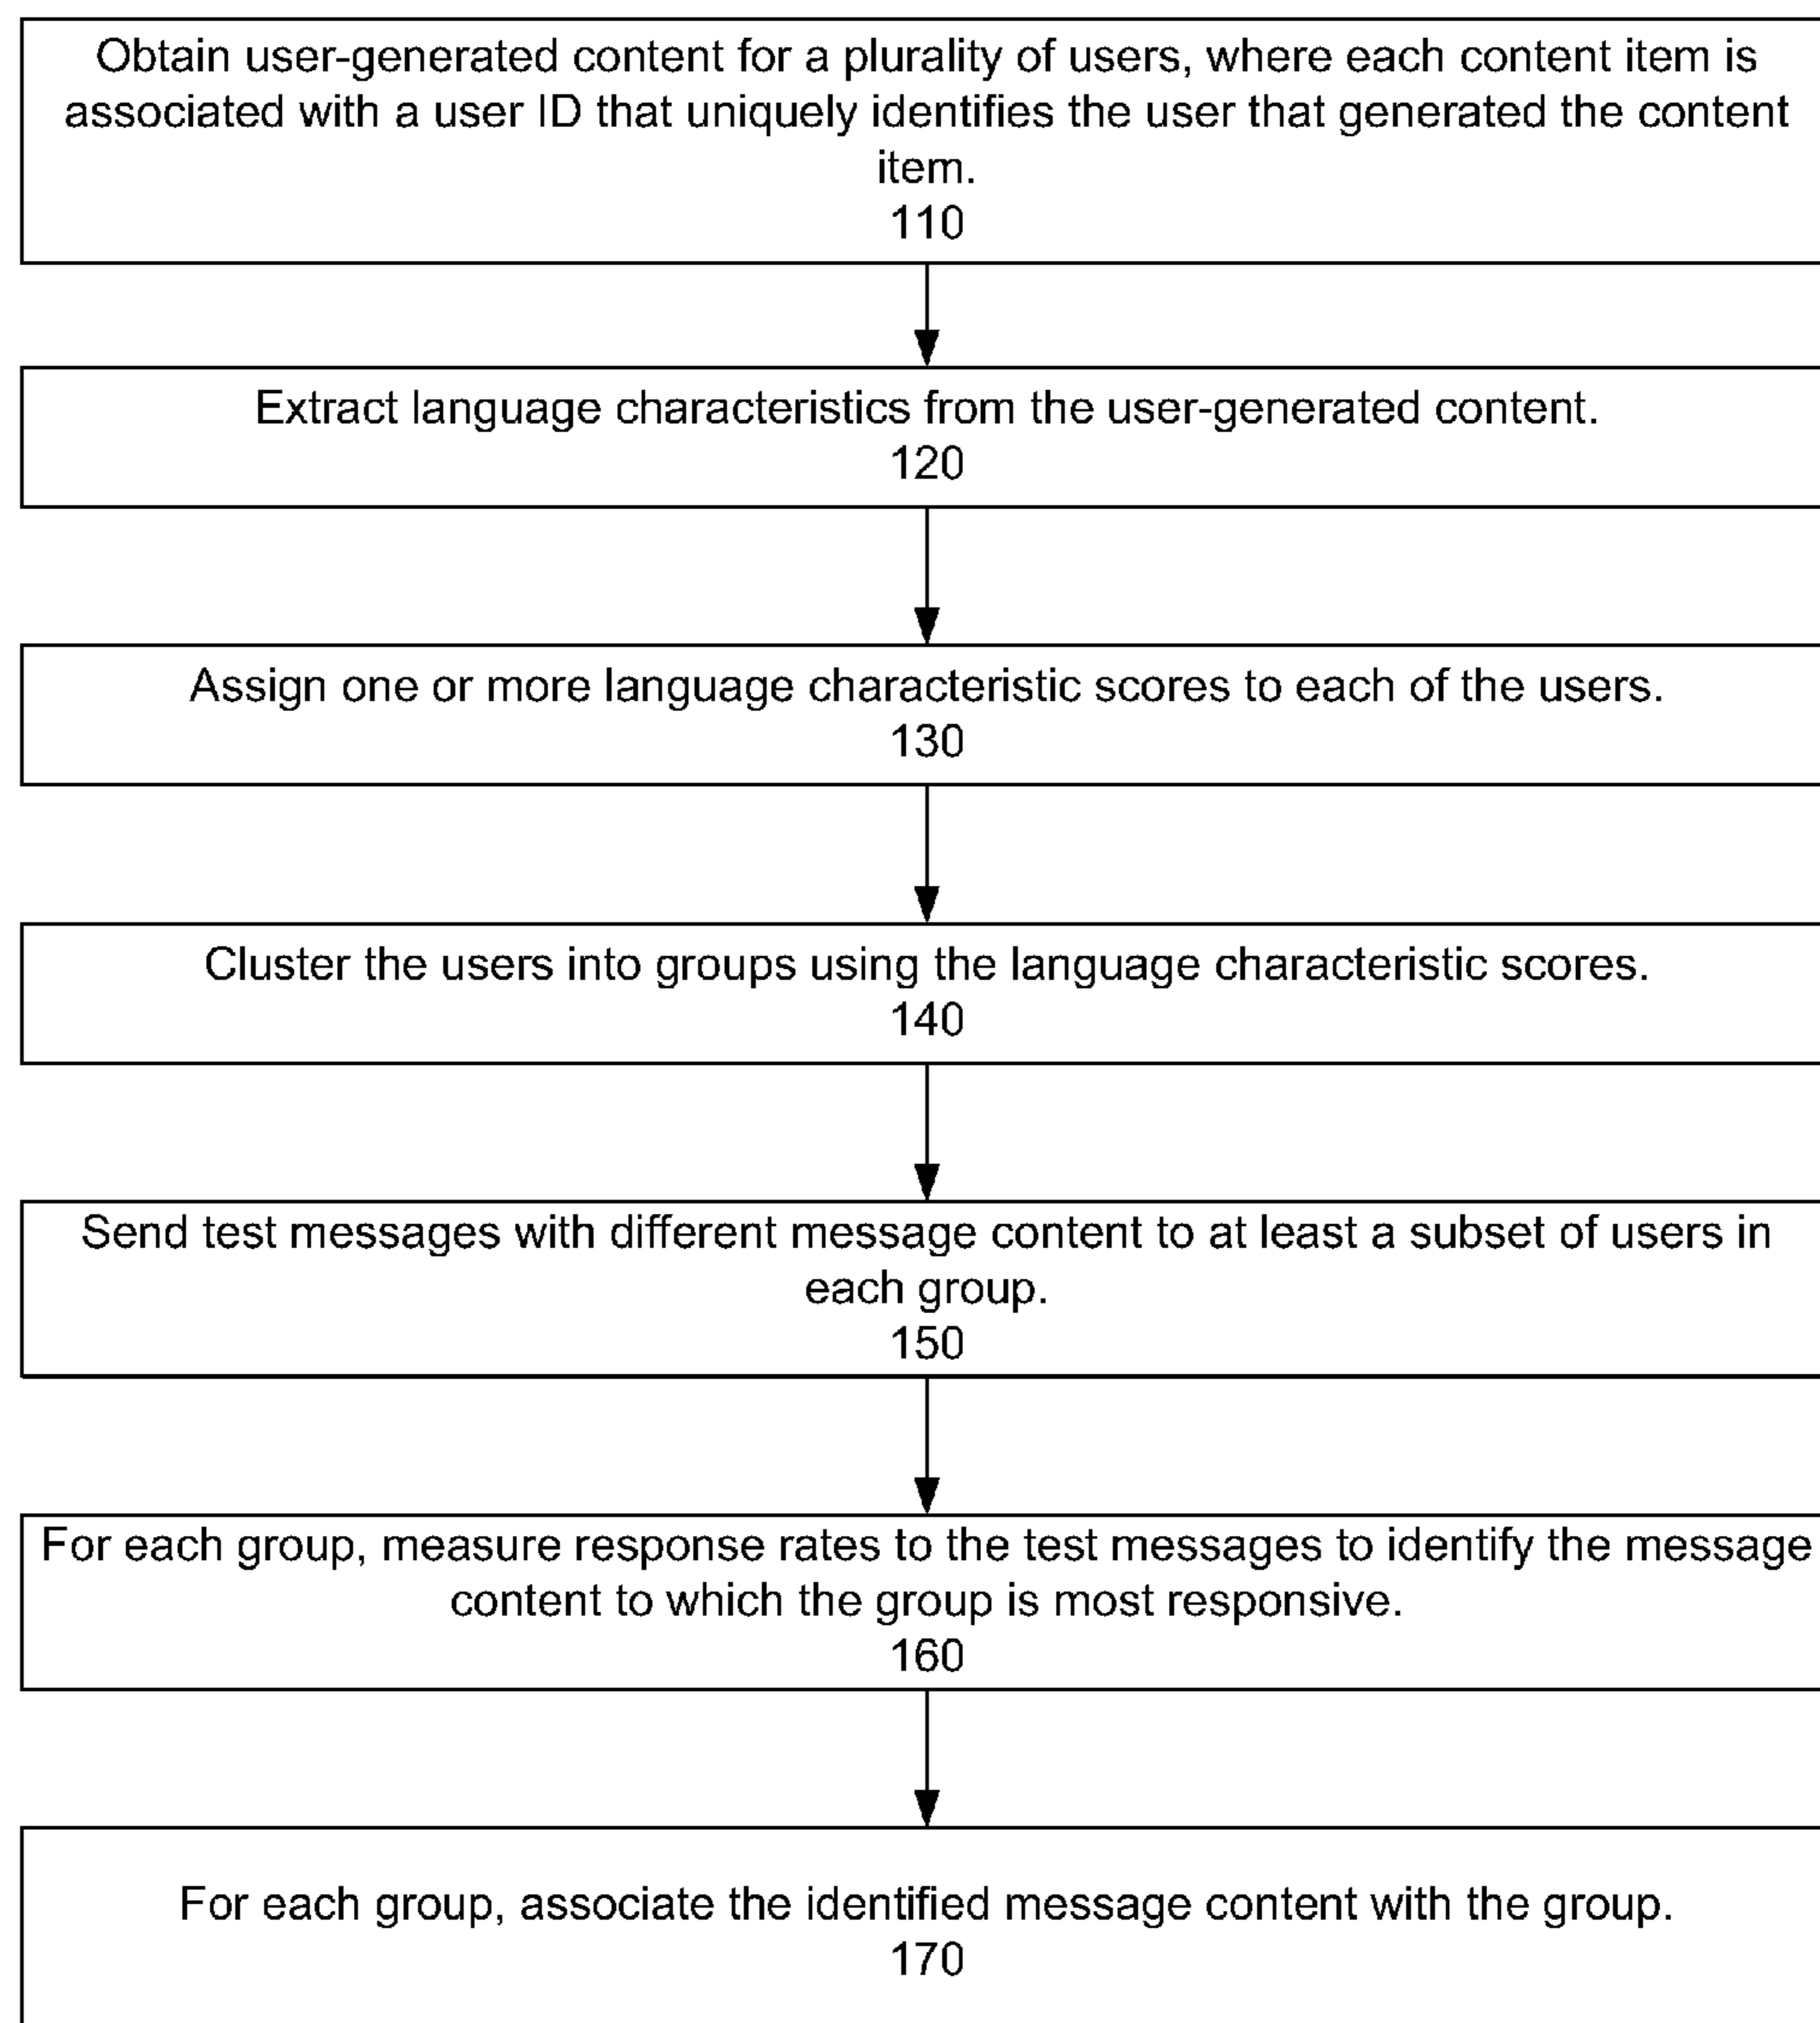 Obtain user-generated content for a plurality of users, where each content item is
associated with a user ID that uniquely identifies the user that generated the content
item.
110
Extract language characteristics from the user-generated content.
120
Assign one or more language characteristic scores to each of the users.
130
Cluster the users into groups using the language characteristic scores.
140
Send test messages with different message content to at least a subset of users in
each group.
150
For each group, measure response rates to the test messages to identify the message
content to which the group is most responsive.
160
For each group, associate the identified message content with the group.
170